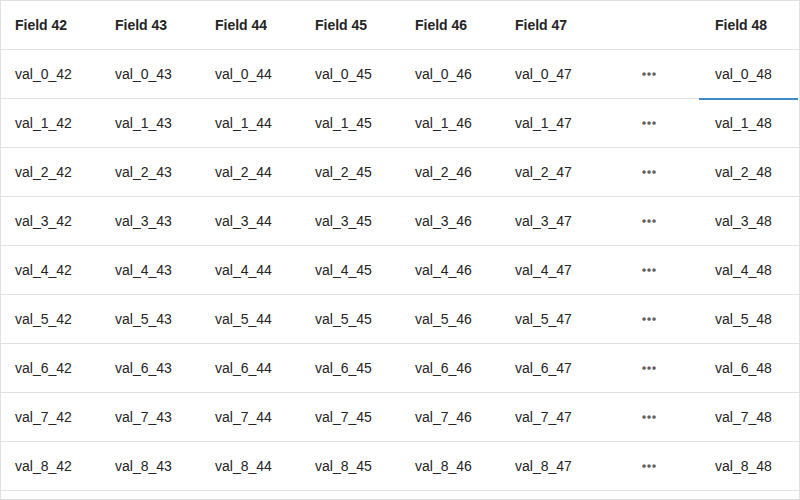 Field 42 Field 43 Field 44 Field 45 Field 46 Field 47 Field 48
val_0_42 val_0_43 val_0_44 val_0_45 val_0_46 val_0_47 ••• val_0_48
val_1_42 val_1_43 val_1_44 val_1_45 val_1_46 val_1_47 ••• val_1_48
val_2_42 val_2_43 val_2_44 val_2_45 val_2_46 val_2_47 ••• val_2_48
val_3_42 val_3_43 val_3_44 val_3_45 val_3_46 val_3_47 ••• val_3_48
val_4_42 val_4_43 val_4_44 val_4_45 val_4_46 val_4_47 ••• val_4_48
val_5_42 val_5_43 val_5_44 val_5_45 val_5_46 val_5_47 ••• val_5_48
val_6_42 val_6_43 val_6_44 val_6_45 val_6_46 val_6_47 ••• val_6_48
val_7_42 val_7_43 val_7_44 val_7_45 val_7_46 val_7_47 ••• val_7_48
val_8_42 val_8_43 val_8_44 val_8_45 val_8_46 val_8_47 ••• val_8_48